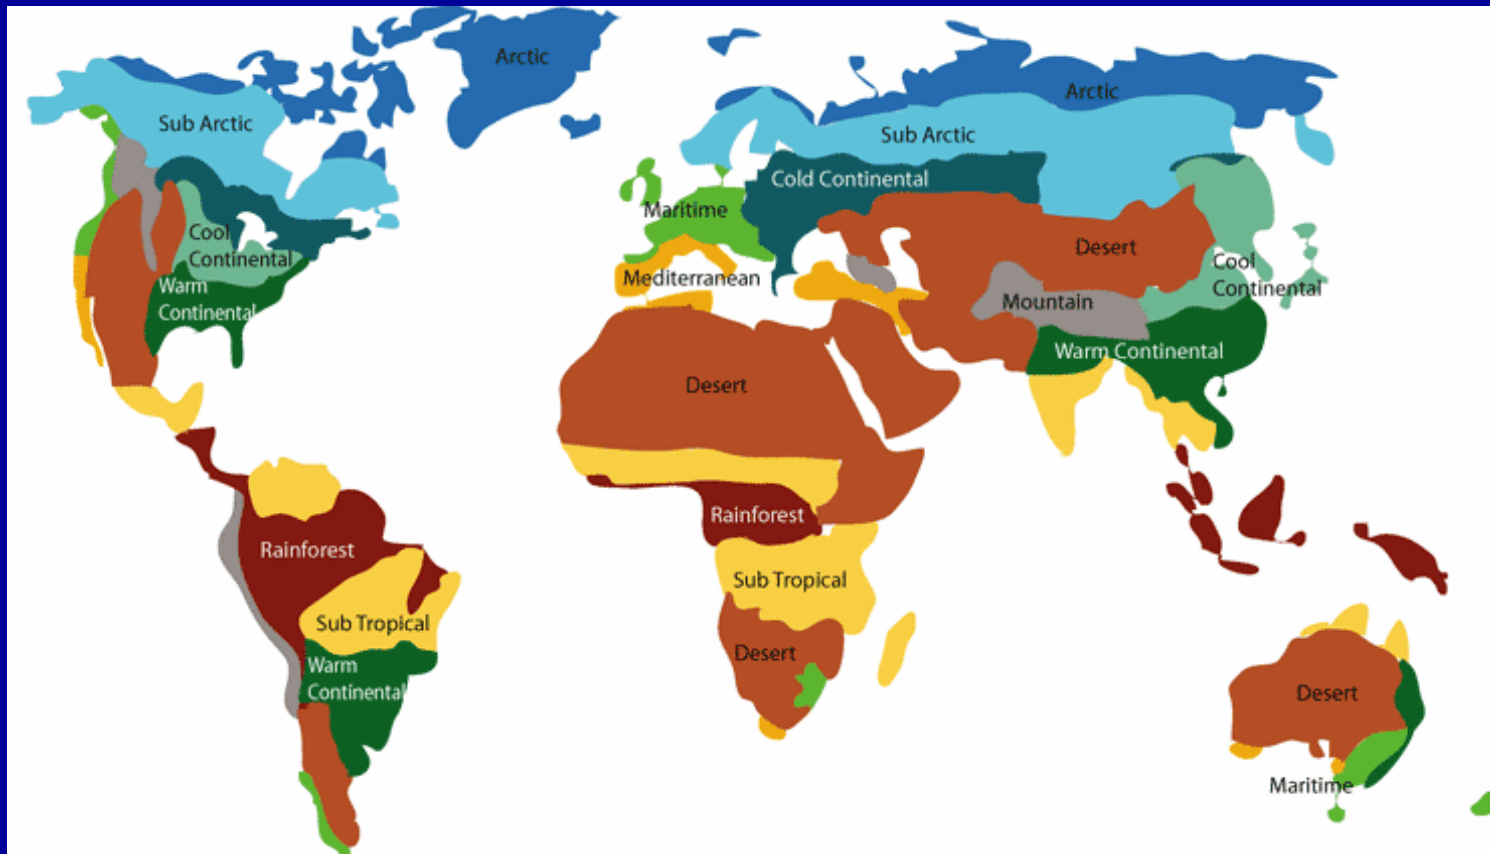 Arctic
Arctic
Sub Arctic
Sub Arctic
Cold Continental
Maritime
Cool
Continental
Desert
Cool
Continental
Mediterranean
Warm
Continental
Mountain
Warm Continental
Desert
Rainforest
Rainforest
Sub Tropical
Sub Tropical
Desert
Warm
Continental
Desert
Maritime